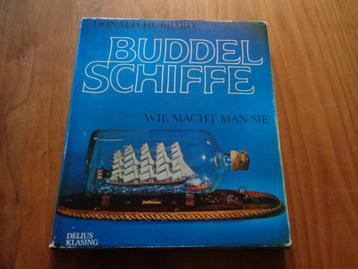 DONALD HUBBARD
BUDDEL
SCHIFFE
WIE MACHT MAN SIE
DELIUS
KLASING